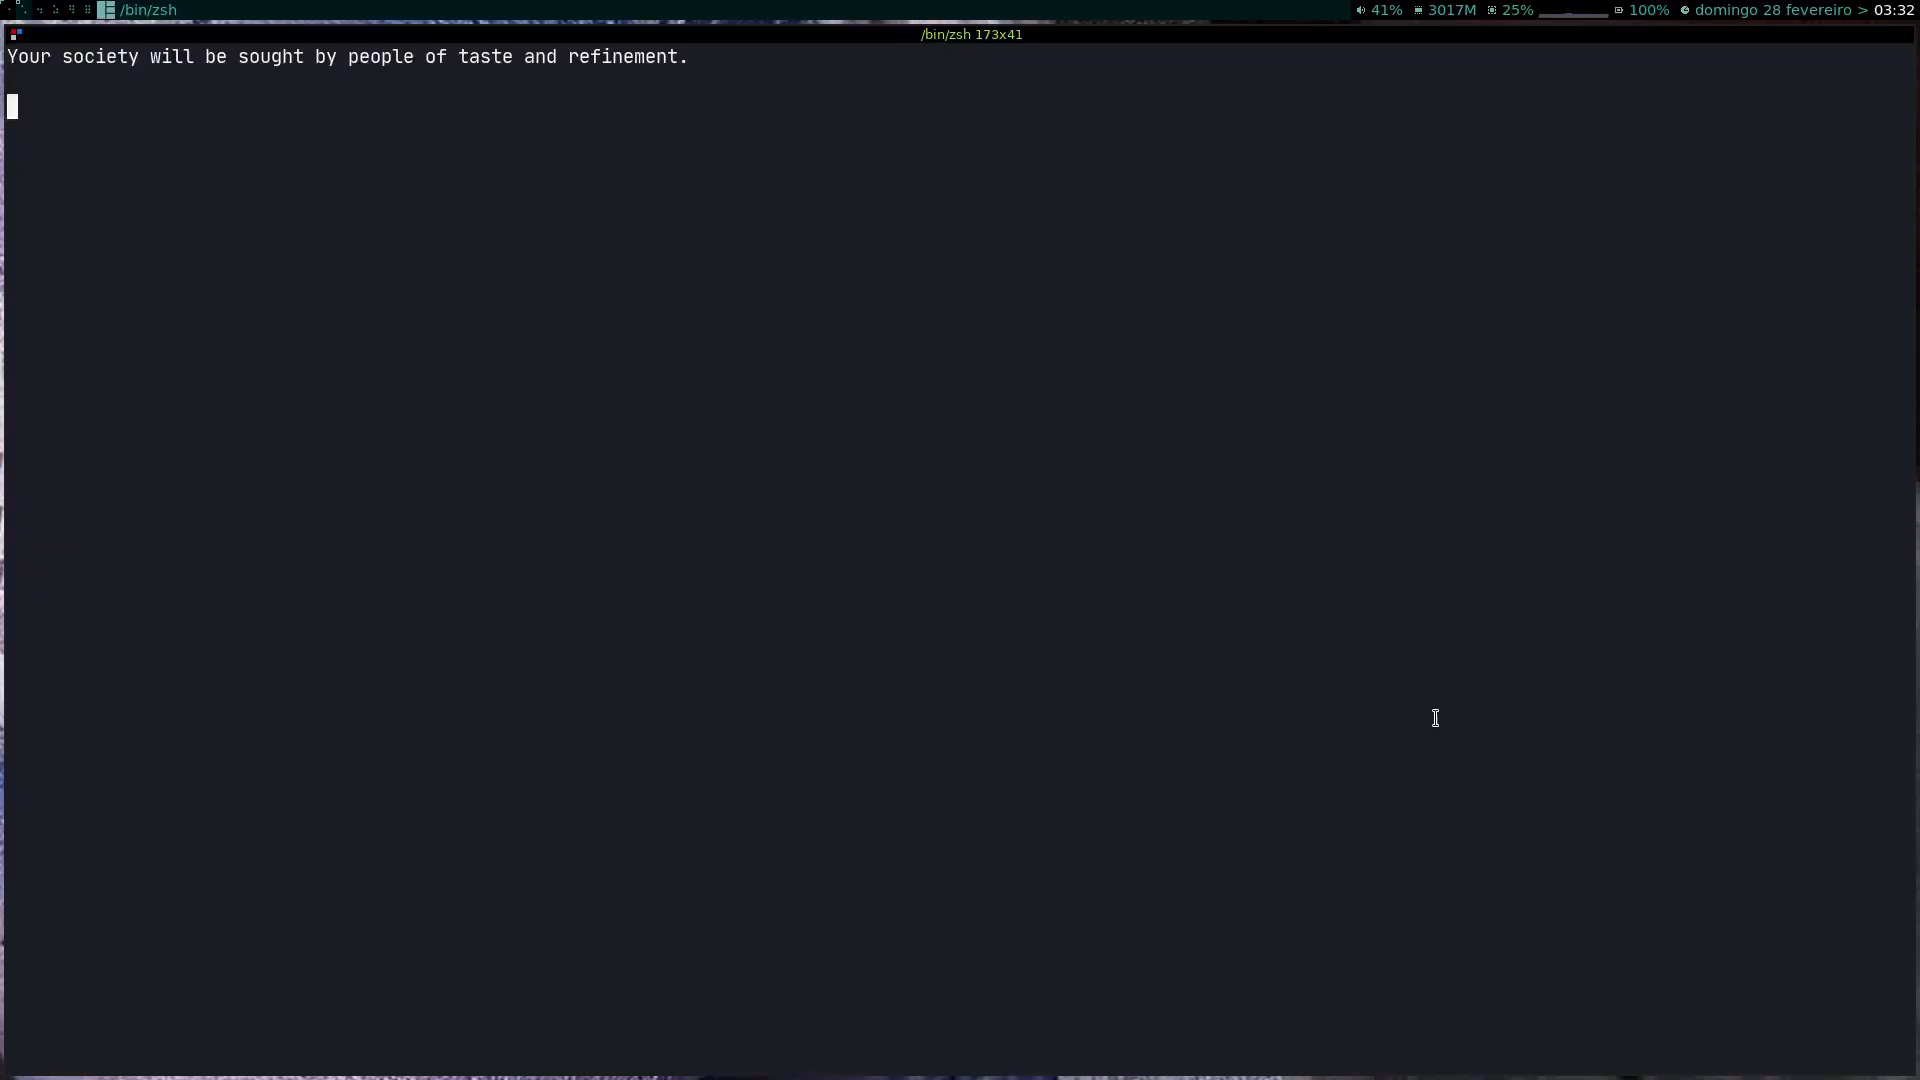 /bin/zsh 41% 3017M 25% 100% domingo 28 fevereiro > 03:32
/bin/zsh 173x41
Your society will be sought by people of taste and refinement.